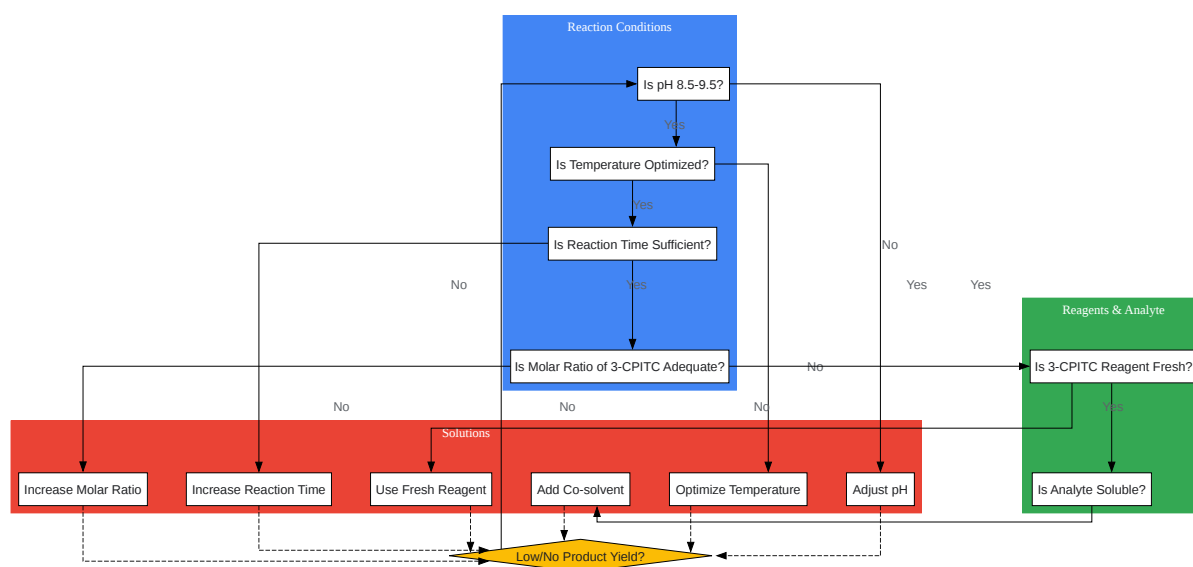 Reaction Conditions
Is pH 8.5-9.5?
Yes
Is Temperature Optimized?
Yes
Is Reaction Time Sufficient?
No
No
Yes
Yes
Yes
Reagents & Analyte
Is Molar Ratio of 3-CPITC Adequate?
No
Is 3-CPITC Reagent Fresh?
No
No
No
Yes
Solutions
Increase Molar Ratio
Increase Reaction Time
Use Fresh Reagent
Add Co-solvent
Optimize Temperature
Adjust pH
Is Analyte Soluble?
Low/No Product Yield?